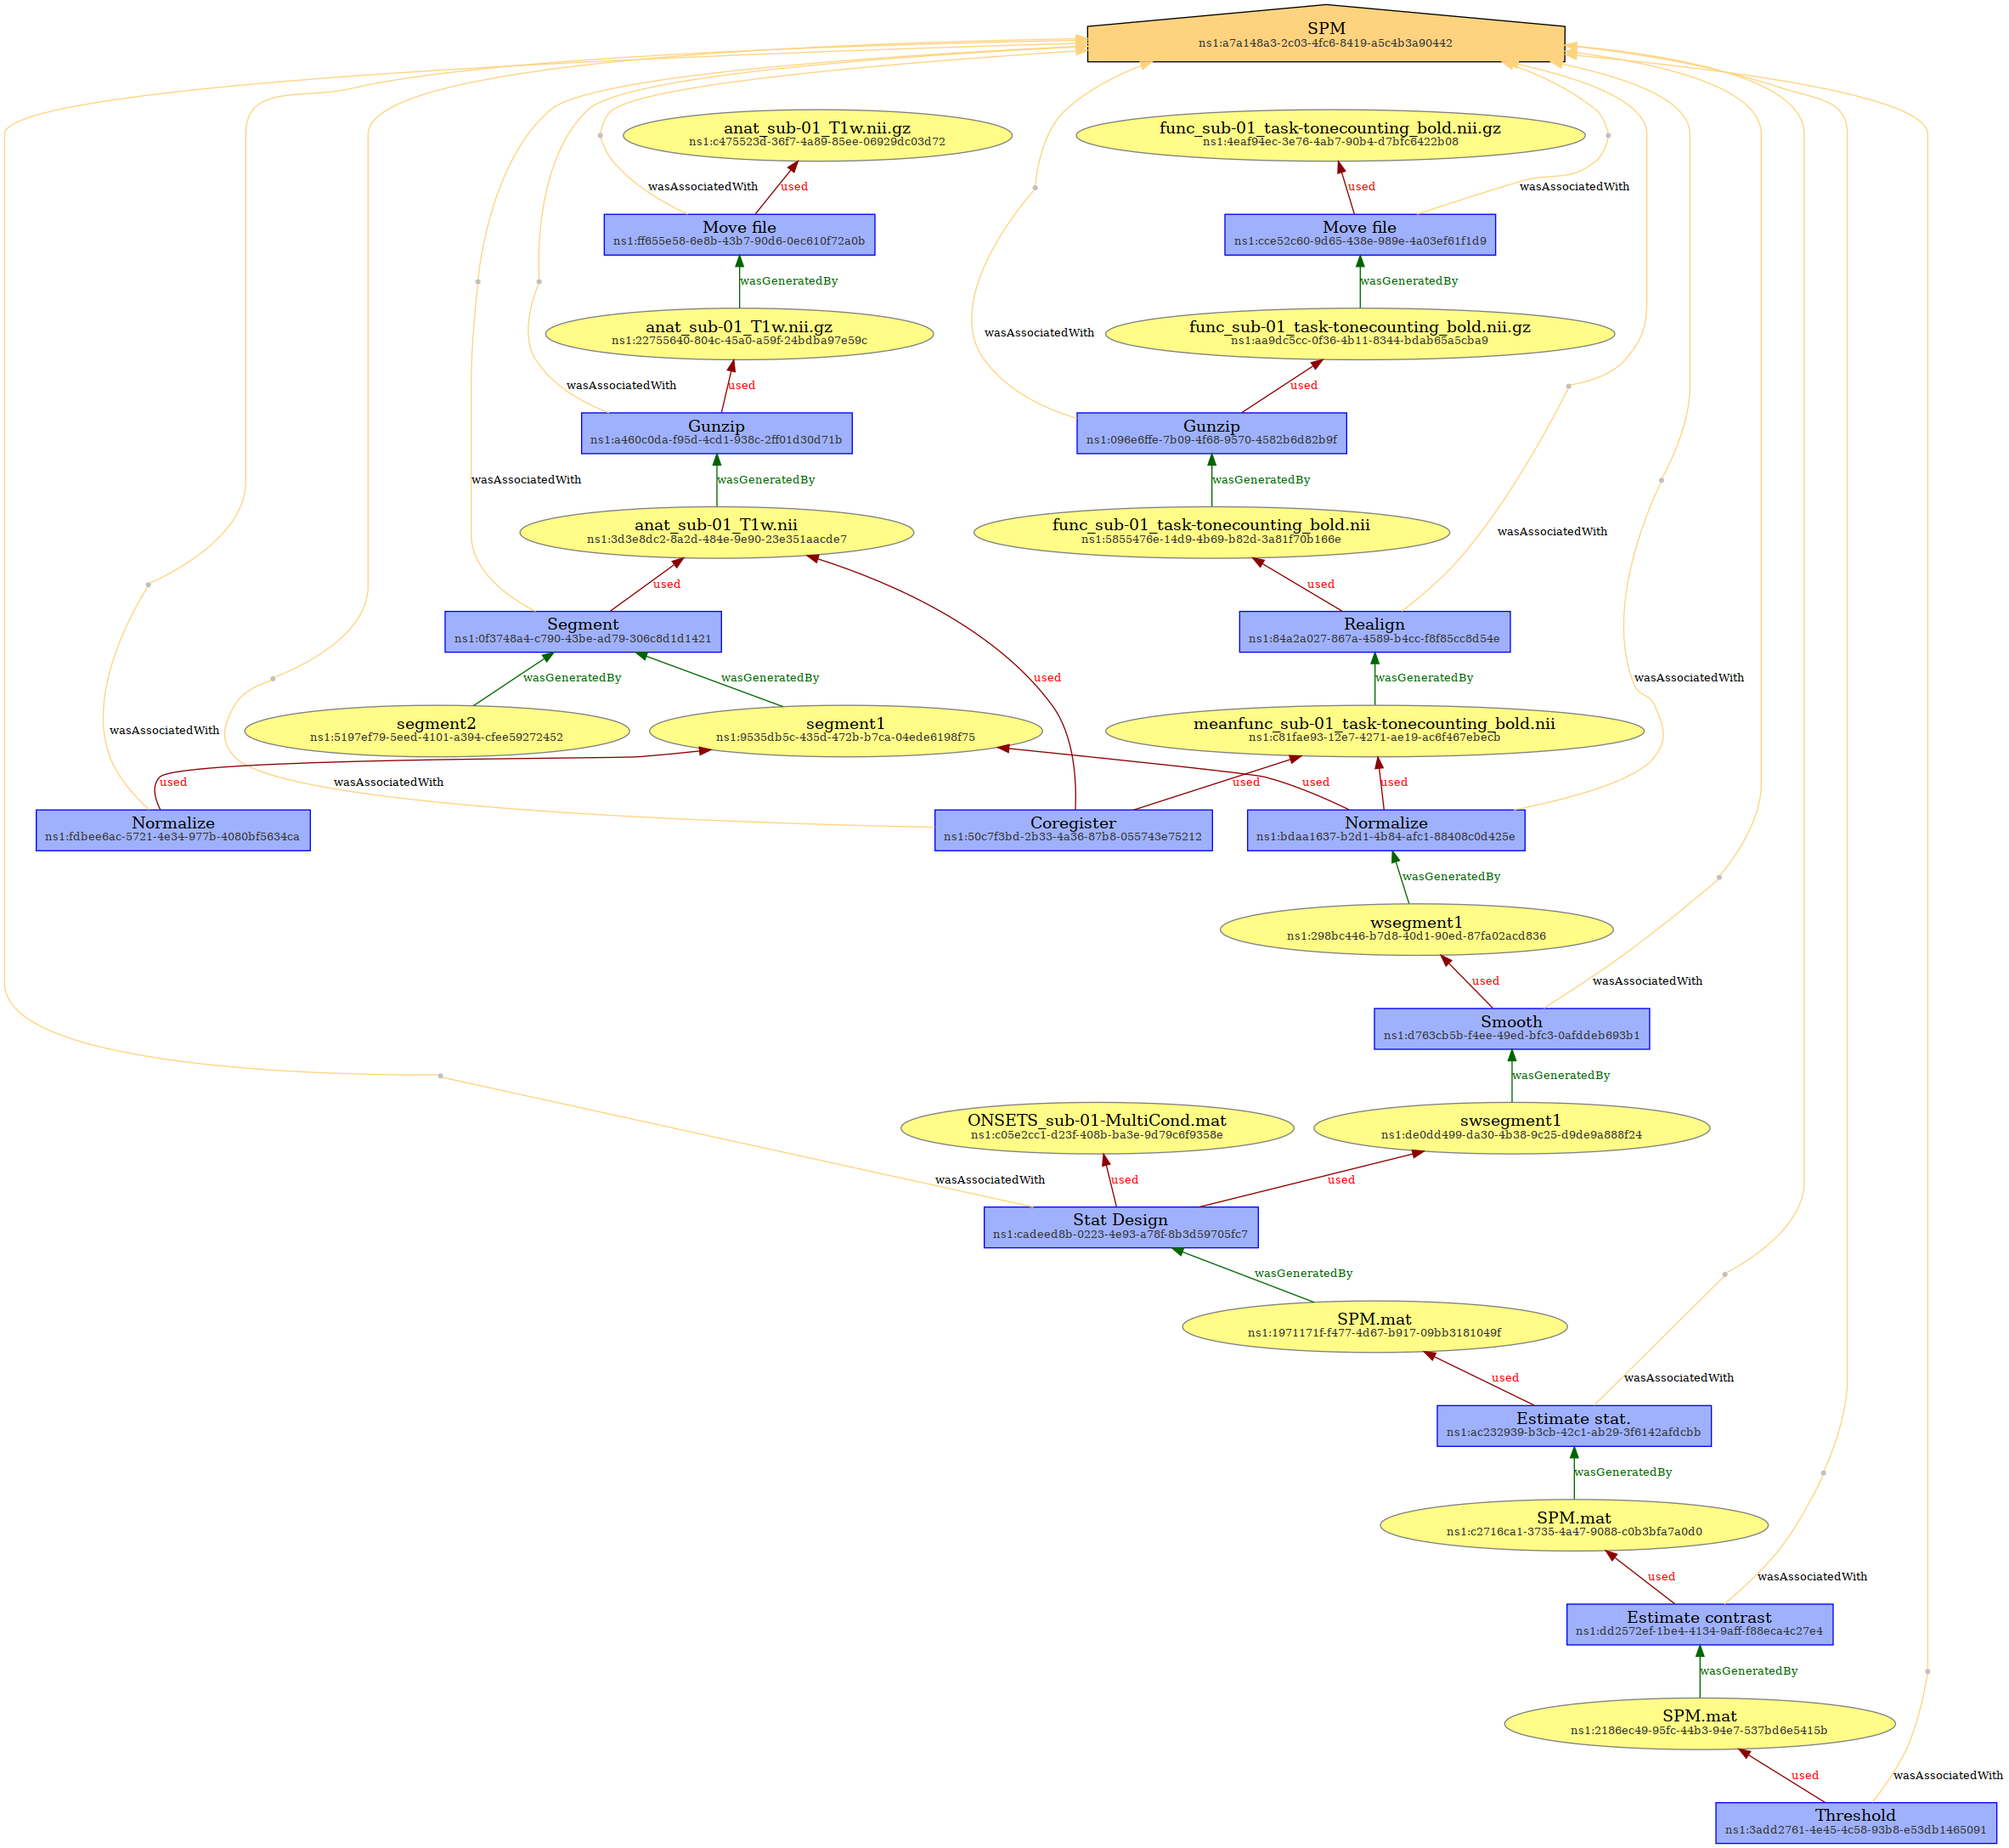 SPM
ns1:a7a148a3-2c03-4fc6-8419-a5c4b3a90442
anat_sub-01_T1w.nii.gz
ns1:c475523d-36f7-4a89-85ee-06929dc03d72
func_sub-01_task-tonecounting_bold.nii.gz
ns1:4eaf94ec-3e76-4ab7-90b4-d7bfc6422b08
wasAssociatedWith
used
used
wasAssociatedWith
Move file
ns1:ff655e58-6e8b-43b7-90d6-0ec610f72a0b
Move file
ns1:cce52c60-9d65-438e-989e-4a03ef61f1d9
wasGeneratedBy
wasGeneratedBy
anat_sub-01_T1w.nii.gz
ns1:22755640-804c-45a0-a59f-24bdba97e59c
wasAssociatedWith
func_sub-01_task-tonecounting_bold.nii.gz
ns1:aa9dc5cc-0f36-4b11-8344-bdab65a5cba9
wasAssociatedWith
used
used
Gunzip
ns1:a460c0da-f95d-4cd1-938c-2ff01d30d71b
Gunzip
ns1:096e6ffe-7b09-4f68-9570-4582b6d82b9f
wasAssociatedWith
wasGeneratedBy
wasGeneratedBy
anat_sub-01_T1w.nii
ns1:3d3e8dc2-8a2d-484e-9e90-23e351aacde7
func_sub-01_task-tonecounting_bold.nii
ns1:5855476e-14d9-4b69-b82d-3a81f70b166e
wasAssociatedWith
used
used
Segment
ns1:0f3748a4-c790-43be-ad79-306c8d1d1421
Realign
ns1:84a2a027-867a-4589-b4cc-f8f85cc8d54e
wasGeneratedBy
wasGeneratedBy
used
wasGeneratedBy
wasAssociatedWith
wasAssociatedWith
segment2
ns1:5197ef79-5eed-4101-a394-cfee59272452
segment1
ns1:9535db5c-435d-472b-b7ca-04ede6198f75
meanfunc_sub-01_task-tonecounting_bold.nii
ns1:c81fae93-12e7-4271-ae19-ac6f467ebecb
used
wasAssociatedWith
used
used
used
Normalize
ns1:fdbee6ac-5721-4e34-977b-4080bf5634ca
Coregister
ns1:50c7f3bd-2b33-4a36-87b8-055743e75212
Normalize
ns1:bdaa1637-b2d1-4b84-afc1-88408c0d425e
wasGeneratedBy
wsegment1
ns1:298bc446-b7d8-40d1-90ed-87fa02acd836
used
wasAssociatedWith
Smooth
ns1:d763cb5b-f4ee-49ed-bfc3-0afddeb693b1
wasGeneratedBy
ONSETS_sub-01-MultiCond.mat
ns1:c05e2cc1-d23f-408b-ba3e-9d79c6f9358e
swsegment1
ns1:de0dd499-da30-4b38-9c25-d9de9a888f24
wasAssociatedWith
used
used
Stat Design
ns1:cadeed8b-0223-4e93-a78f-8b3d59705fc7
wasGeneratedBy
SPM.mat
ns1:1971171f-f477-4d67-b917-09bb3181049f
used
wasAssociatedWith
Estimate stat.
ns1:ac232939-b3cb-42c1-ab29-3f6142afdcbb
wasGeneratedBy
SPM.mat
ns1:c2716ca1-3735-4a47-9088-c0b3bfa7a0d0
used
wasAssociatedWith
Estimate contrast
ns1:dd2572ef-1be4-4134-9aff-f88eca4c27e4
wasGeneratedBy
SPM.mat
ns1:2186ec49-95fc-44b3-94e7-537bd6e5415b
used
wasAssociatedWith
Threshold
ns1:3add2761-4e45-4c58-93b8-e53db1465091